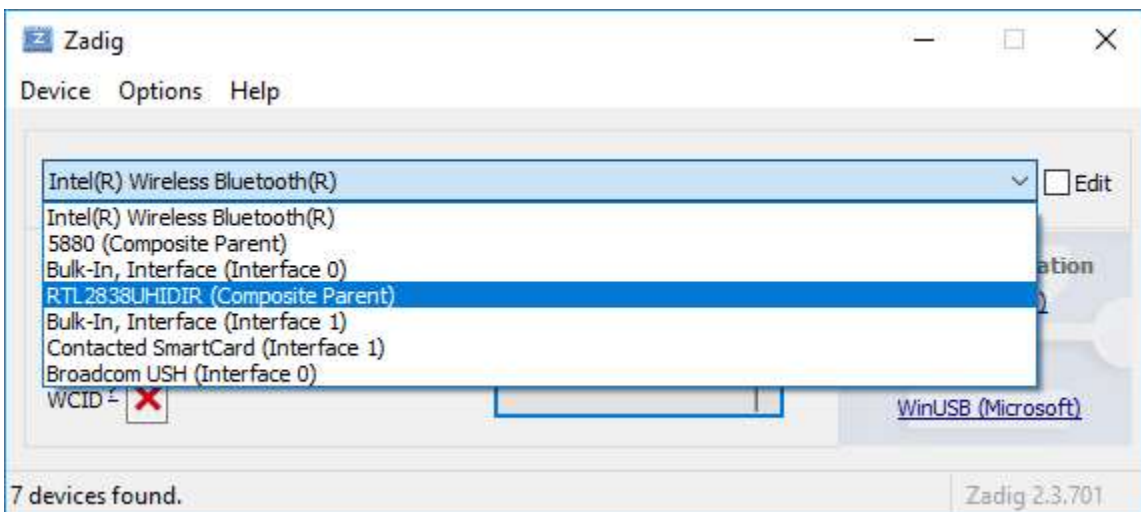 Zadig
Device Options Help
Intel(R) Wireless Bluetooth(R) Edit
Intel(R) Wireless Bluetooth(R)
5880 (Composite Parent)
Bulk-In, Interface (Interface 0)
RTL2838UHIDIR (Composite Parent)
Bulk-In, Interface (Interface 1)
Contacted SmartCard (Interface 1)
Broadcom USH (Interface 0)
WCID ?
WinUSB (Microsoft)
7 devices found. Zadig 2.3.701